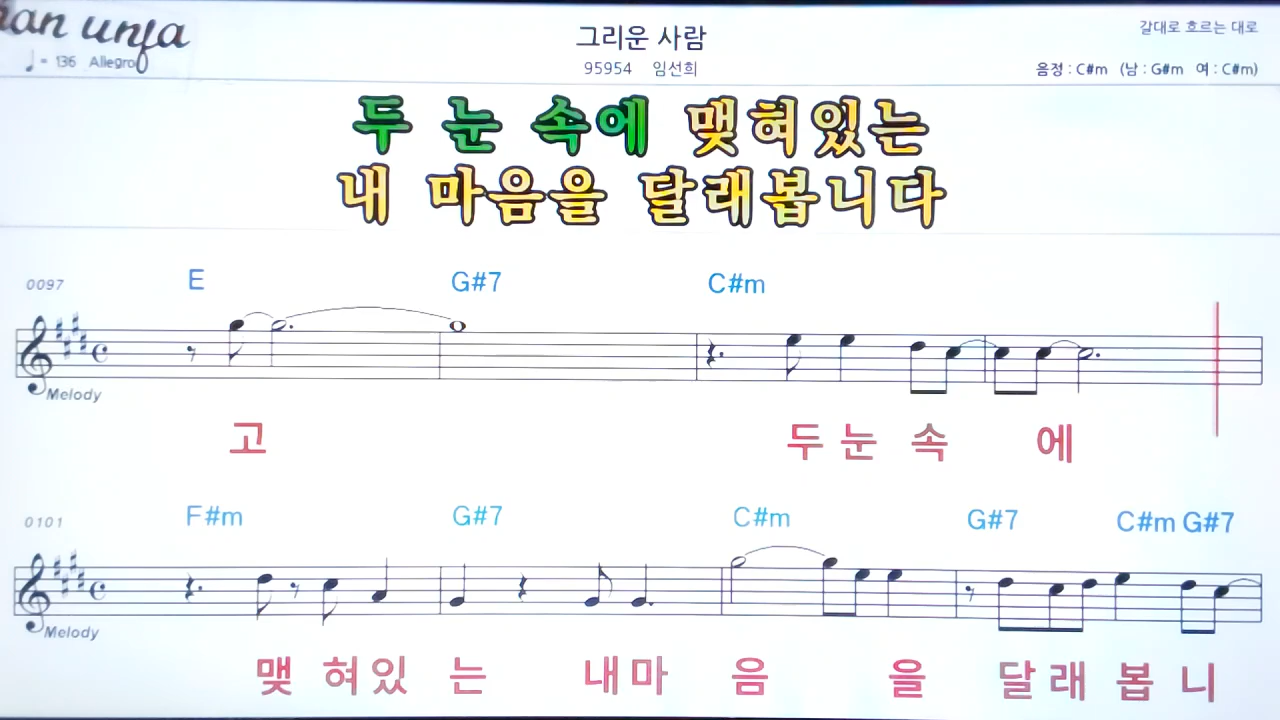 그리운 사람
갈대로 흐르는 대로
♩= 136 Allegro
95954 임선희
음정 : C#m (남 : G#m 여 : C#m)
두 눈 속에 맺혀있는
내 마음을 달래봅니다
0097 E G#7 C#m
Melody
고 두 눈 속 에
0101 F#m G#7 C#m G#7 C#m G#7
Melody
맺 혀 있 는 내 마 음 을 달 래 봅 니